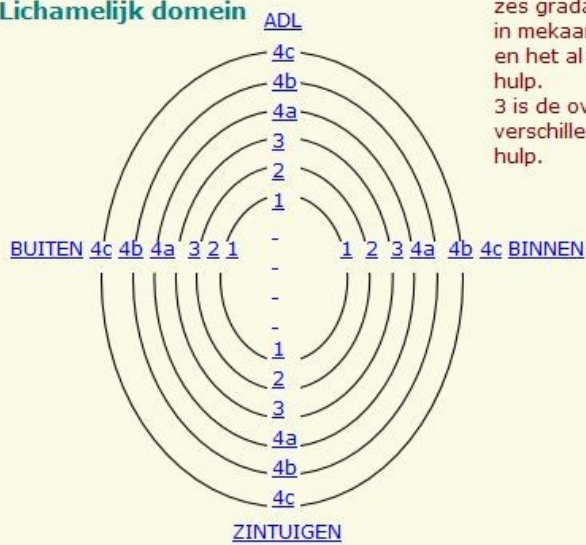 Lichamelijk domein
ADL
zes grada
in mekaar
en het al
hulp.
3 is de ov
verschille
hulp.
4c
4b
4a
3
2
1
-
BUITEN 4c 4b 4a 3 2 1 1 2 3 4a 4b 4c BINNEN
-
-
-
1
2
3
4a
4b
4c
ZINTUIGEN